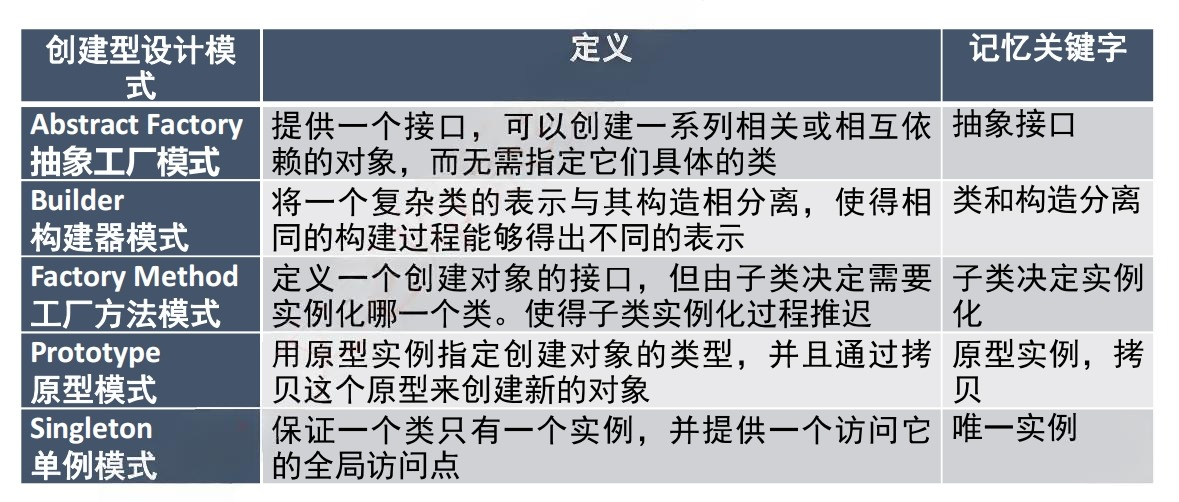 创建型设计模
式
定义
记忆关键字
Abstract Factory
抽象工厂模式
提供一个接口，可以创建一系列相关或相互依
赖的对象，而无需指定它们具体的类
抽象接口
Builder
构建器模式
将一个复杂类的表示与其构造相分离，使得相
同的构建过程能够得出不同的表示
类和构造分离
Factory Method
工厂方法模式
定义一个创建对象的接口，但由子类决定需要
实例化哪一个类。使得子类实例化过程推迟
子类决定实例
化
Prototype
原型模式
用原型实例指定创建对象的类型，并且通过拷
贝这个原型来创建新的对象
原型实例，拷
贝
Singleton
单例模式
保证一个类只有一个实例，并提供一个访问它
的全局访问点
唯一实例